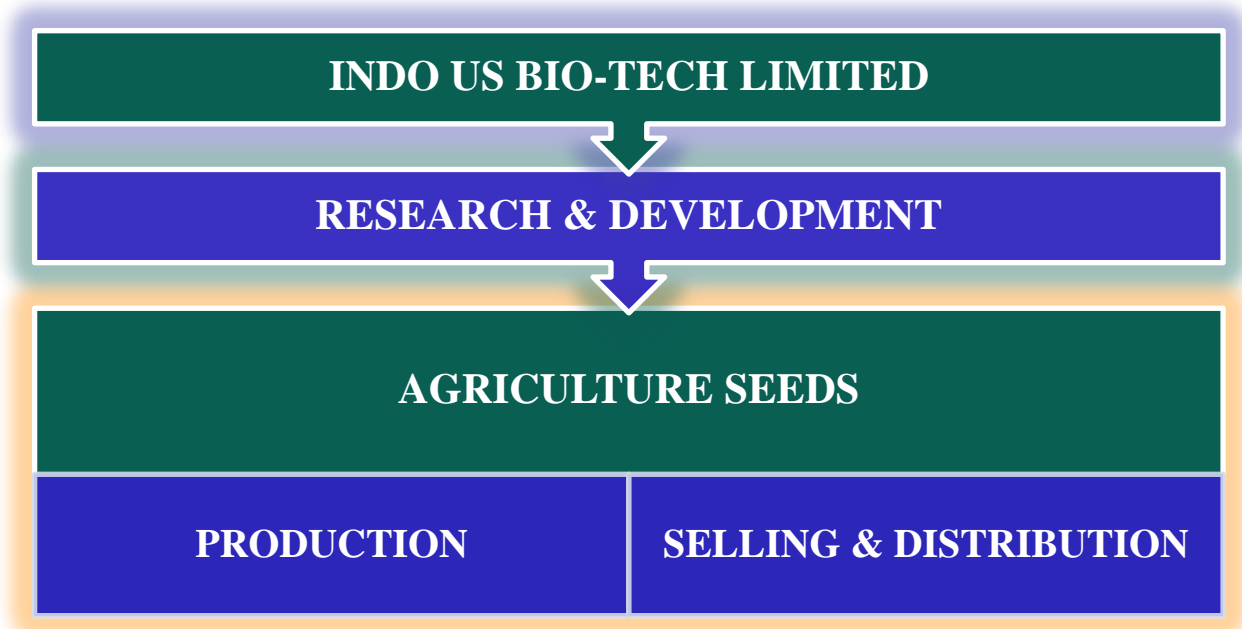 INDO US BIO-TECH LIMITED
RESEARCH & DEVELOPMENT
AGRICULTURE SEEDS
PRODUCTION
SELLING & DISTRIBUTION